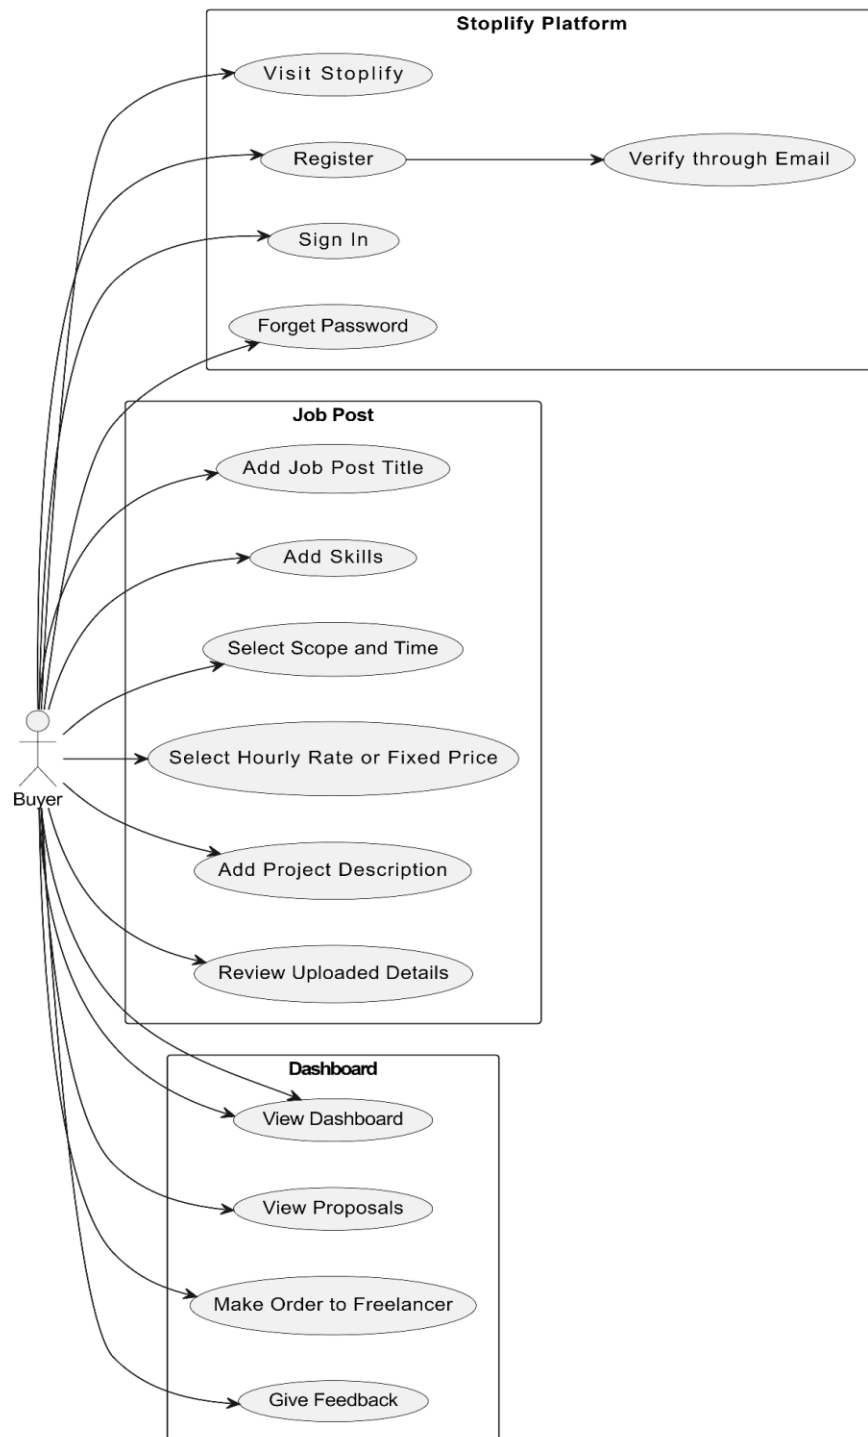 Stoplify Platform
Visit Stoplify
Register
Verify through Email
Sign In
Forget Password
Job Post
Add Job Post Title
Add Skills
Select Scope and Time
Select Hourly Rate or Fixed Price
Buyer
Add Project Description
Review Uploaded Details
Dashboard
View Dashboard
View Proposals
Make Order to Freelancer
Give Feedback